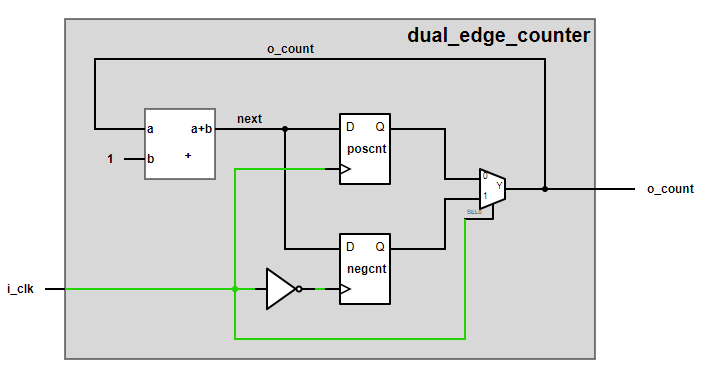 dual_edge_counter
o_count
a
a+b
1
b
+
next
D
Q
poscnt
0
Y
1
SEL0
o_count
D
Q
negcnt
i_clk